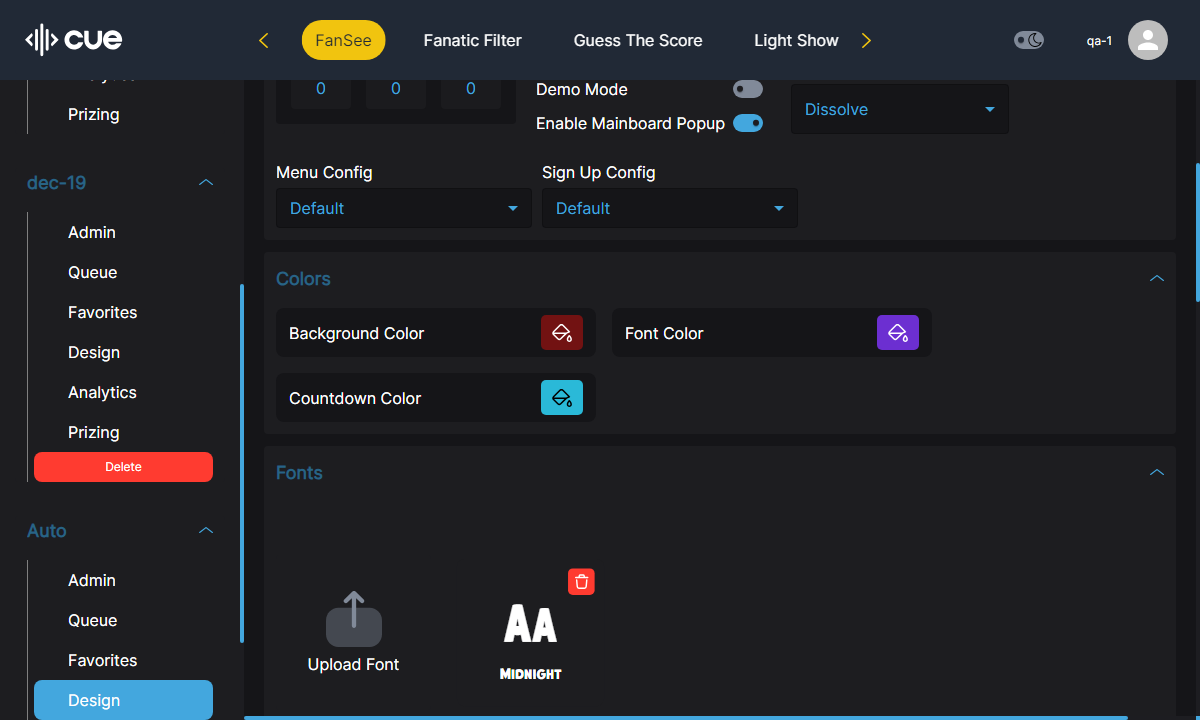 cue
FanSee
Fanatic Filter
Guess The Score
Light Show
qa-1
Prizing
dec-19
Admin
Queue
Favorites
Design
Analytics
Prizing
Delete
Auto
Admin
Queue
Favorites
Design
0 0 0
Demo Mode
Enable Mainboard Popup
Dissolve
Menu Config
Default
Sign Up Config
Default
Colors
Background Color
Font Color
Countdown Color
Fonts
Upload Font
AA
MIDNIGHT